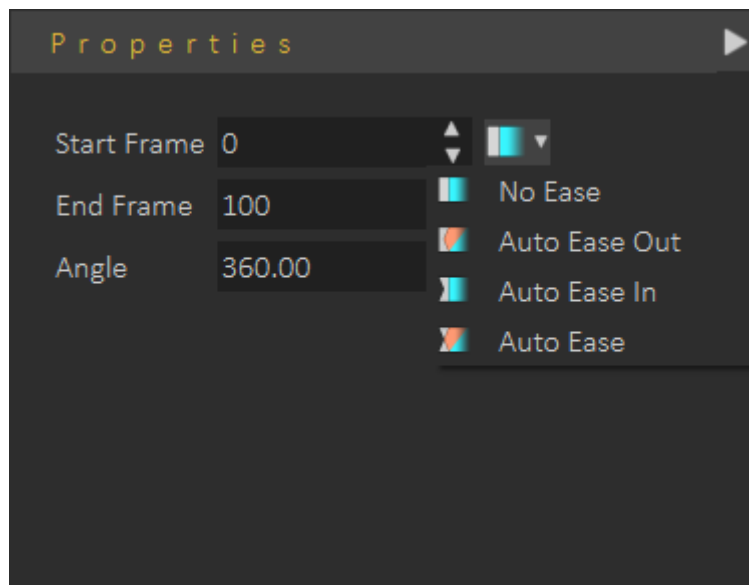 Properties
Start Frame 0
No Ease
End Frame 100
Auto Ease Out
Angle 360.00
Auto Ease In
Auto Ease